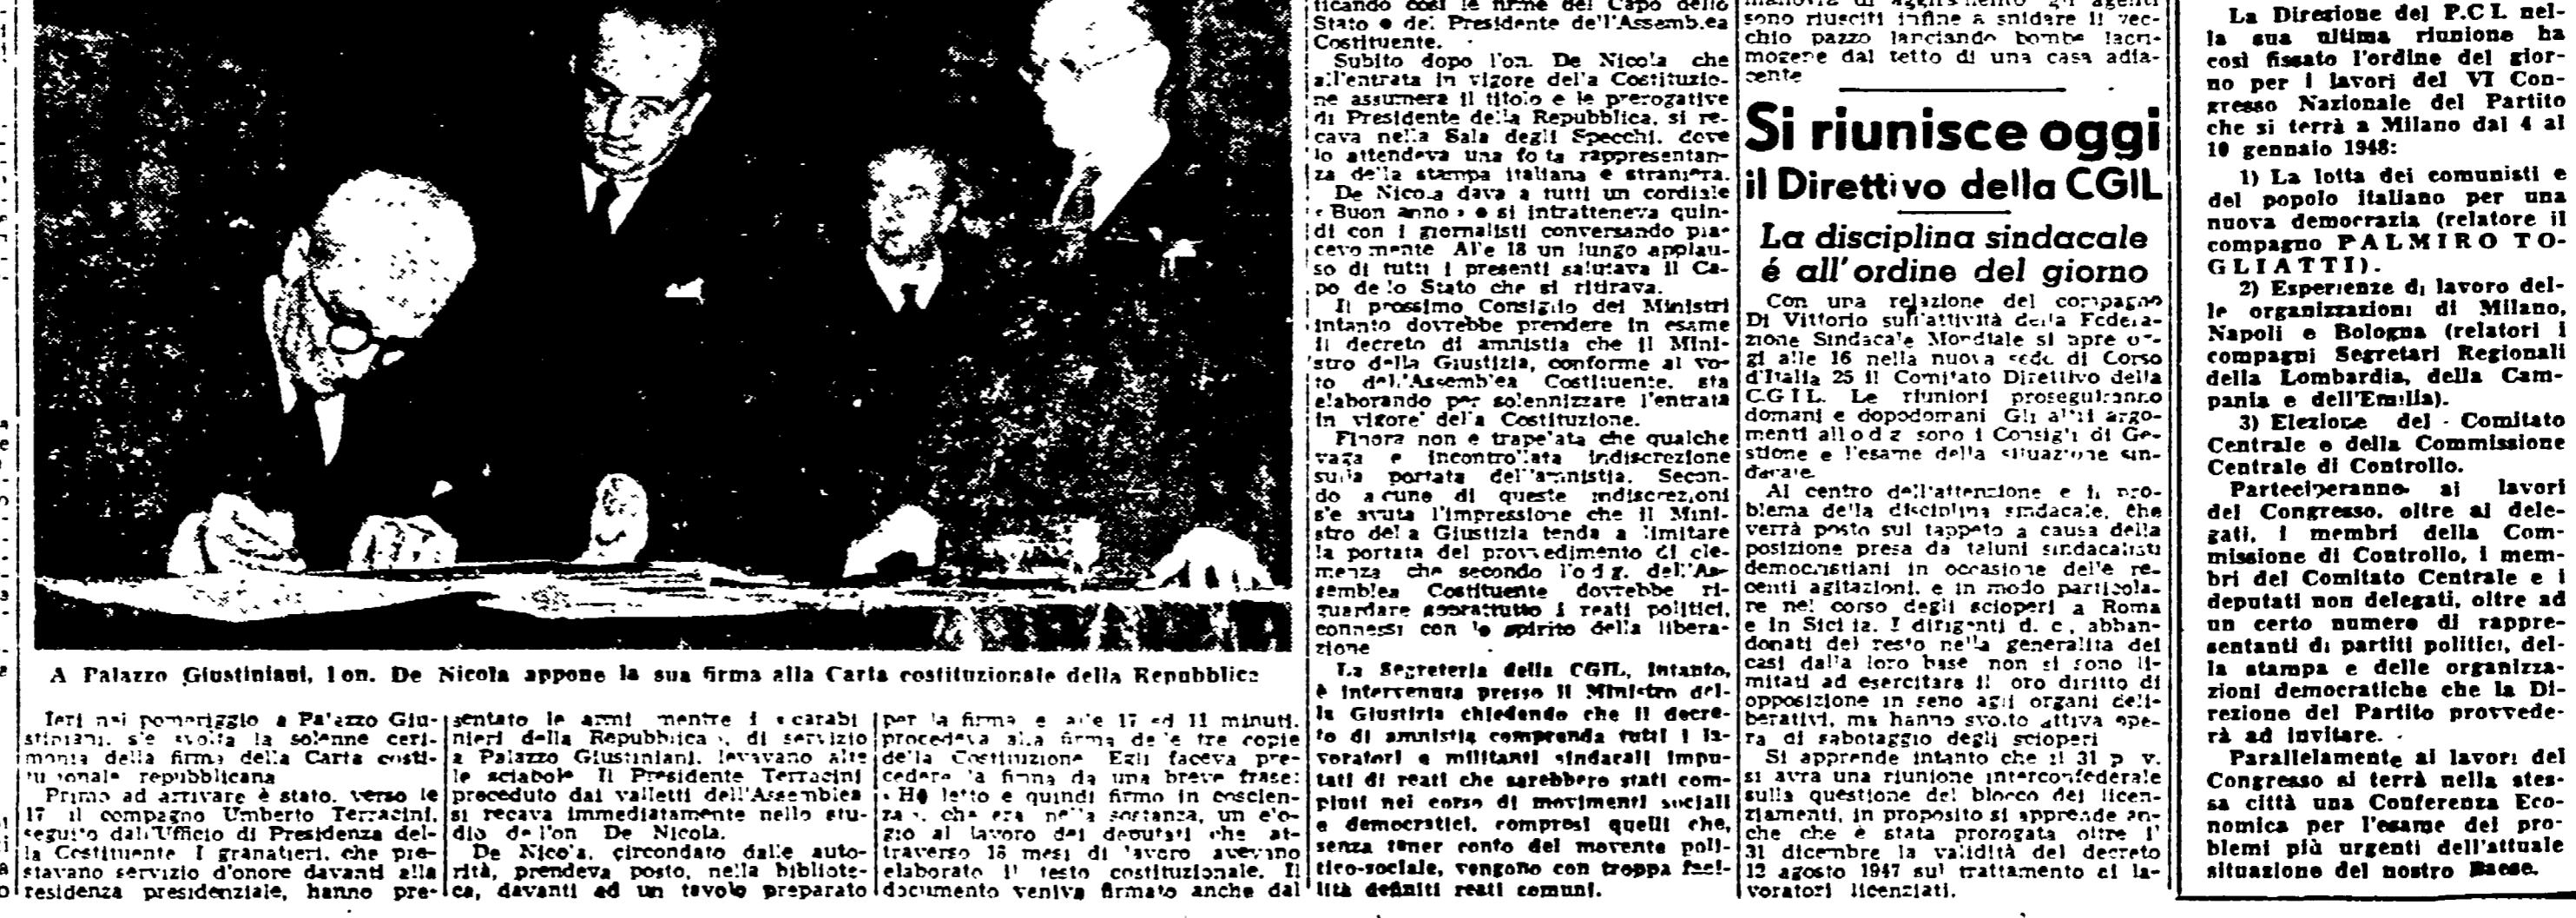 A Palazzo Giustiniani, l on. De Nicola appone la sua firma alla Carta costituzionale della Repubblica
Ieri nel pomeriggio a Palazzo Giu-
stiniani. s'è svolta la solenne ceri-
monia della firma della Carta costi-
tuzionale repubblicana
Primo ad arrivare è stato. verso le
17 il compagno Umberto Terracini,
seguito dall'Ufficio di Presidenza del-
la Costituente I granatieri. che pre-
stavano servizio d'onore davanti alla
residenza presidenziale, hanno pre-
sentato le armi mentre i « carabi
nieri della Repubblica », di servizio
a Palazzo Giustiniani. levavano alte
le sciabole Il Presidente Terracini
preceduto dai valletti dell'Assemblea
si recava immediatamente nello stu-
dio dell'on De Nicola.
De Nicola, circondato dalle auto-
rità, prendeva posto, nella bibliote-
ca, davanti ad un tavolo preparato
per la firma e alle 17 ed 11 minuti.
procedeva alla firma delle tre copie
della Costituzione Egli faceva pre-
cedere la firma da una breve frase:
« Ho letto e quindi firmo in coscien-
za ». che era nella sostanza, un e'o-
gio al lavoro dei deputati che at-
traverso 18 mesi di lavoro avevano
elaborato il testo costituzionale. Il
documento veniva firmato anche dal
ticando così le firme del Capo dello
Stato e del Presidente dell'Assemblea
Costituente.
Subito dopo l'on. De Nicola che
all'entrata in vigore della Costituzio-
ne assumerà il titolo e le prerogative
di Presidente della Repubblica, si re-
cava nella Sala degli Specchi. dove
lo attendeva una folta rappresentan-
za della stampa italiana e straniera.
De Nicola dava a tutti un cordiale
« Buon anno » e si intratteneva quin-
di con i giornalisti conversando pia-
cevolmente Alle 18 un lungo applau-
so di tutti i presenti salutava il Ca-
po dello Stato che si ritirava.
Il prossimo Consiglio dei Ministri
intanto dovrebbe prendere in esame
il decreto di amnistia che il Mini-
stro della Giustizia, conforme al vo-
to dell'Assemblea Costituente. sta
elaborando per solennizzare l'entrata
in vigore della Costituzione.
Finora non è trapelata che qualche
vaga e incontrollata indiscrezione
sulla portata dell'amnistia. Secon-
do alcune di queste indiscrezioni
s'è avuta l'impressione che il Mini-
stro della Giustizia tenda a limitare
la portata del provvedimento di cle-
menza che secondo l'o d g. dell'As-
semblea Costituente dovrebbe ri-
guardare soprattutto i reati politici,
connessi con lo spirito della libera-
zione
La Segreteria della CGIL, intanto,
è intervenuta presso il Ministro del-
la Giustizia chiedendo che il decre-
to di amnistia comprenda tutti i la-
voratori e militanti sindacali impu-
tati di reati che sarebbero stati com-
piuti nel corso di movimenti sociali
e democratici, compresi quelli che,
senza tener conto del movente poli-
tico-sociale, vengono con troppa faci-
lità definiti reati comuni.
sono riusciti infine a snidare il vec-
chio pazzo lanciando bombe lacri-
mogene dal tetto di una casa adia-
cente
Si riunisce oggi
il Direttivo della CGIL
La disciplina sindacale
é all'ordine del giorno
Con una relazione del compagno
Di Vittorio sull'attività della Federa-
zione Sindacale Mondiale si apre og-
gi alle 16 nella nuova sede di Corso
d'Italia 25 il Comitato Direttivo della
C.G.I.L. Le riunioni proseguiranno
domani e dopodomani Gli altri argo-
menti all o d g sono i Consigli di Ge-
stione e l'esame della situazione sin-
dacale
Al centro dell'attenzione è il pro-
blema della disciplina sindacale, che
verrà posto sul tappeto a causa della
posizione presa da taluni sindacalisti
democristiani in occasione delle re-
centi agitazioni, e in modo particola-
re nel corso degli scioperi a Roma
e in Sicilia. I dirigenti d. c, abban-
donati del resto nella generalità dei
casi dalla loro base non si sono li-
mitati ad esercitare il loro diritto di
opposizione in seno agli organi deli-
berativi, ma hanno svolto attiva ope-
ra di sabotaggio degli scioperi
Si apprende intanto che il 31 p v.
si avrà una riunione interconfederale
sulla questione del blocco dei licen-
ziamenti, in proposito si apprende an-
che che è stata prorogata oltre l'
31 dicembre la validità del decreto
12 agosto 1947 sul trattamento ai la-
voratori licenziati.
La Direzione del P.C I. nel-
la sua ultima riunione ha
così fissato l'ordine del gior-
no per i lavori del VI Con-
gresso Nazionale del Partito
che si terrà a Milano dal 4 al
10 gennaio 1948:
1) La lotta dei comunisti e
del popolo italiano per una
nuova democrazia (relatore il
compagno PALMIRO TO-
GLIATTI).
2) Esperienze di lavoro del-
le organizzazioni di Milano,
Napoli e Bologna (relatori i
compagni Segretari Regionali
della Lombardia, della Cam-
pania e dell'Emilia).
3) Elezione del Comitato
Centrale e della Commissione
Centrale di Controllo.
Parteciperanno ai lavori
del Congresso. oltre ai dele-
gati, i membri della Com-
missione di Controllo, i mem-
bri del Comitato Centrale e i
deputati non delegati, oltre ad
un certo numero di rappre-
sentanti di partiti politici, del-
la stampa e delle organizza-
zioni democratiche che la Di-
rezione del Partito provvede-
rà ad invitare.
Parallelamente ai lavori del
Congresso si terrà nella stes-
sa città una Conferenza Eco-
nomica per l'esame dei pro-
blemi più urgenti dell'attuale
situazione del nostro Paese.